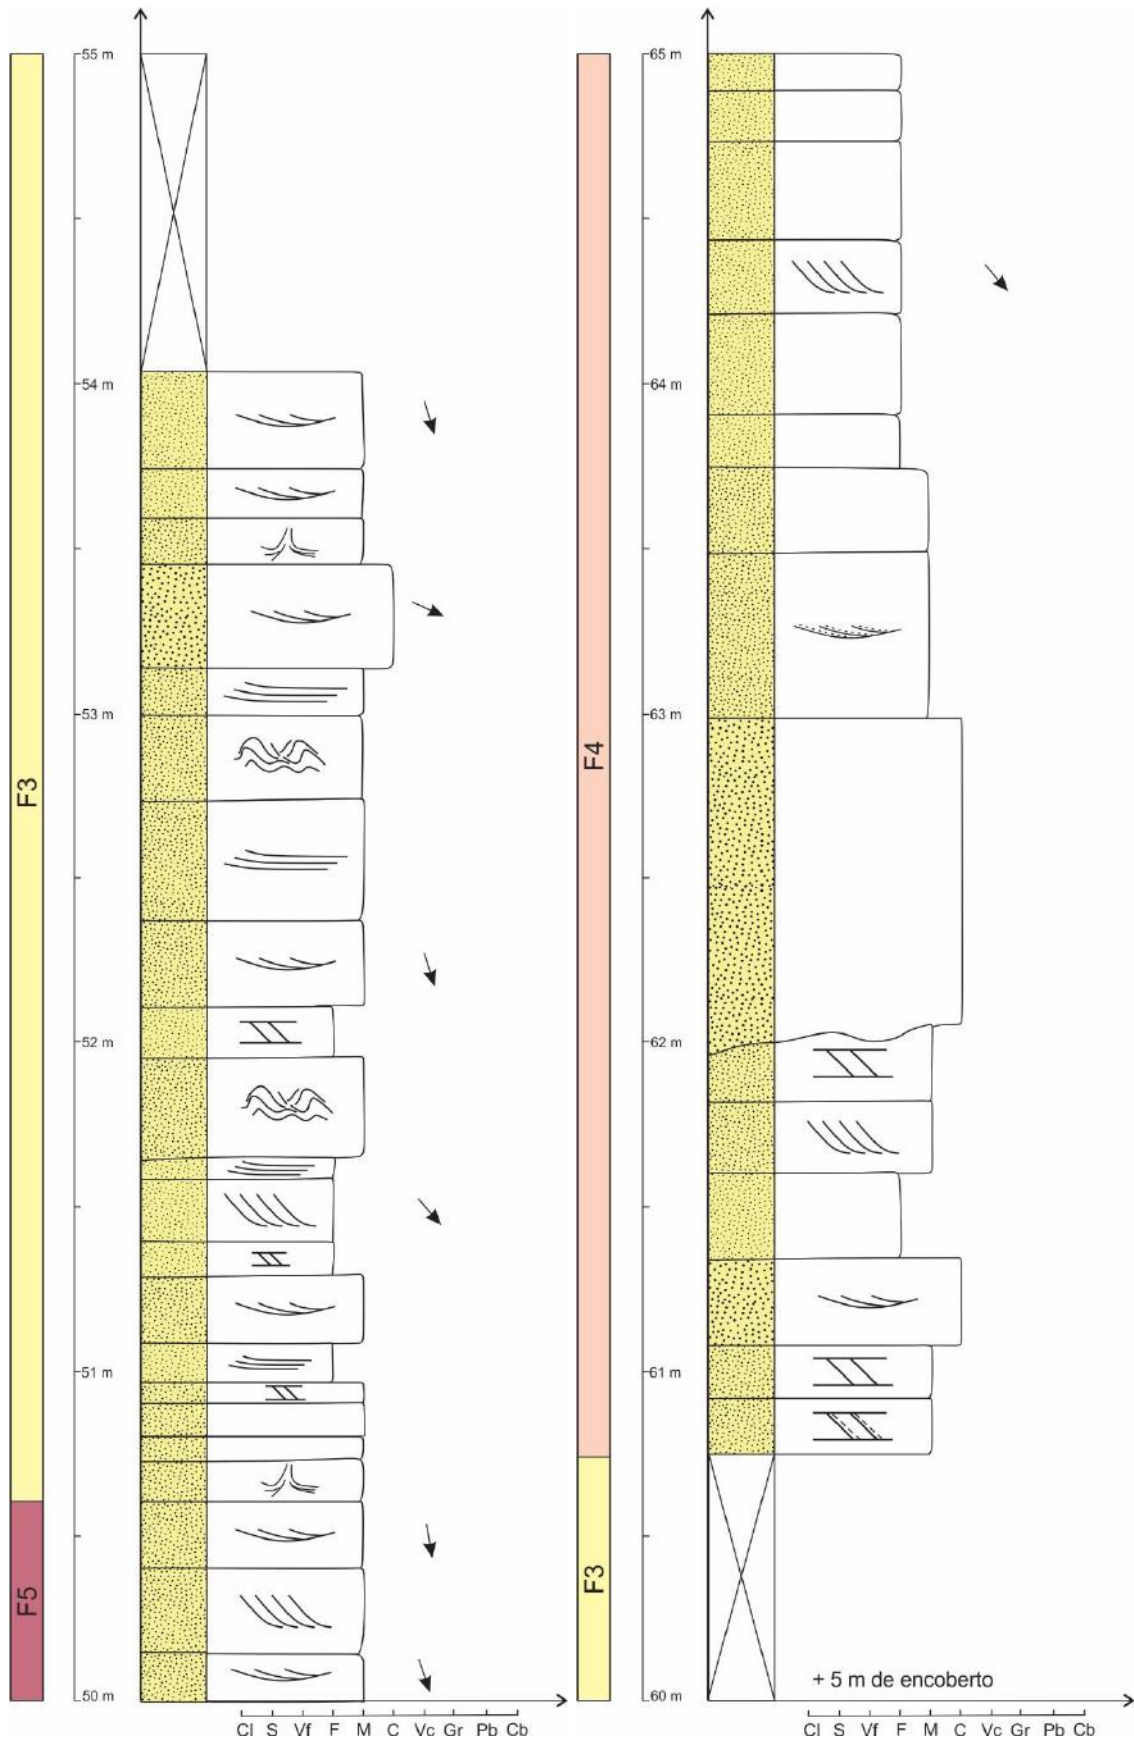 55 m
54 m
53 m
52 m
51 m
50 m
F3
F5
Cl S Vf F M C Vc Gr Pb Cb
65 m
64 m
63 m
62 m
61 m
60 m
F4
F3
+ 5 m de encoberto
Cl S Vf F M C Vc Gr Pb Cb